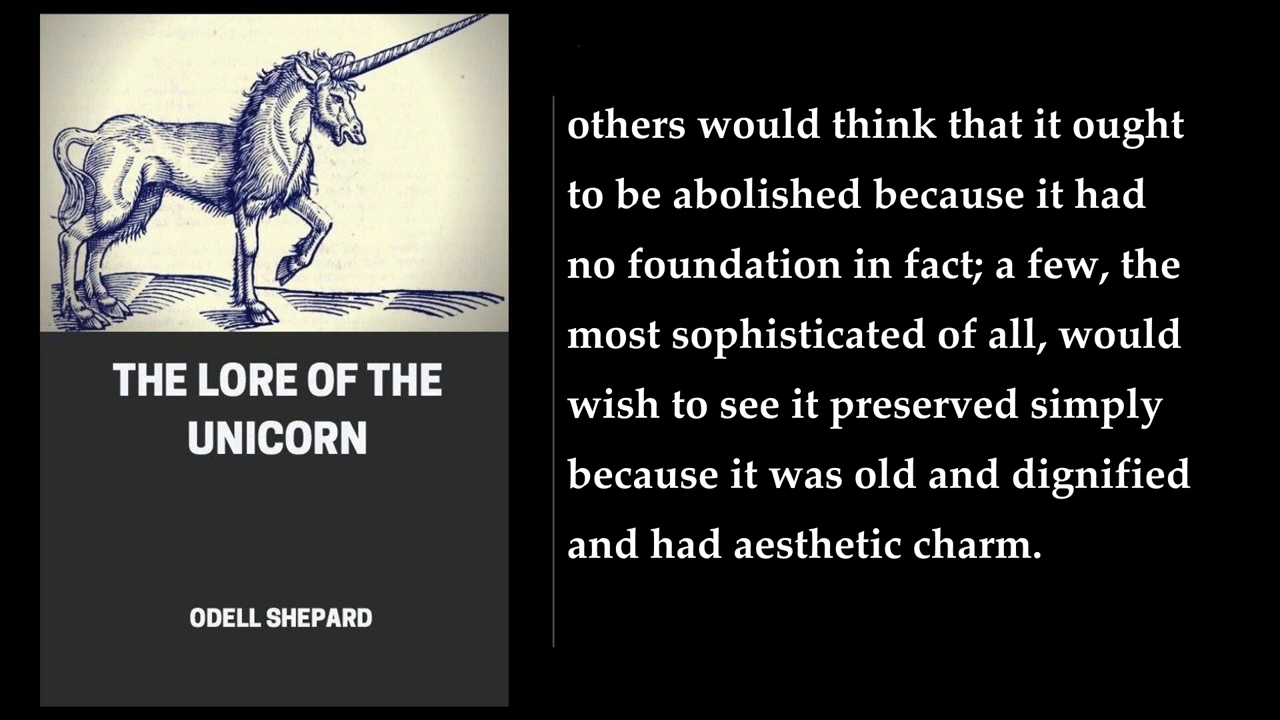 THE LORE OF THE
UNICORN
ODELL SHEPARD
others would think that it ought
to be abolished because it had
no foundation in fact; a few, the
most sophisticated of all, would
wish to see it preserved simply
because it was old and dignified
and had aesthetic charm.